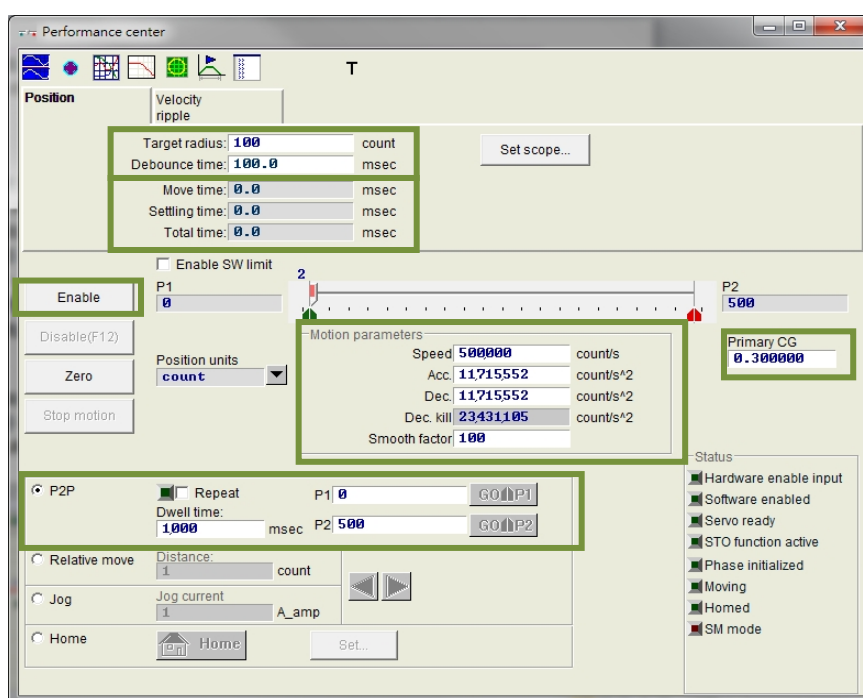 Performance center
T
Position
Velocity
ripple
Target radius: 100 count
Set scope...
Debounce time: 100.0 msec
Move time: 0.0 msec
Settling time: 0.0 msec
Total time: 0.0 msec
Enable SW limit
2
Enable
P1
0
P2
500
Disable(F12)
Motion parameters
Speed 500,000 count/s
Primary CG
0.300000
Position units
count
Acc. 11,715,552 count/s^2
Zero
Dec. 11,715,552 count/s^2
Stop motion
Dec. kill 23,431,105 count/s^2
Smooth factor 100
Status
Hardware enable input
Software enabled
Servo ready
STO function active
Phase initialized
Moving
Homed
SM mode
P2P
Repeat
P1 0 GO P1
Dwell time:
1,000 msec
P2 500 GO P2
Relative move
Distance:
1 count
Jog
Jog current
1 A_amp
Home
Home
Set...